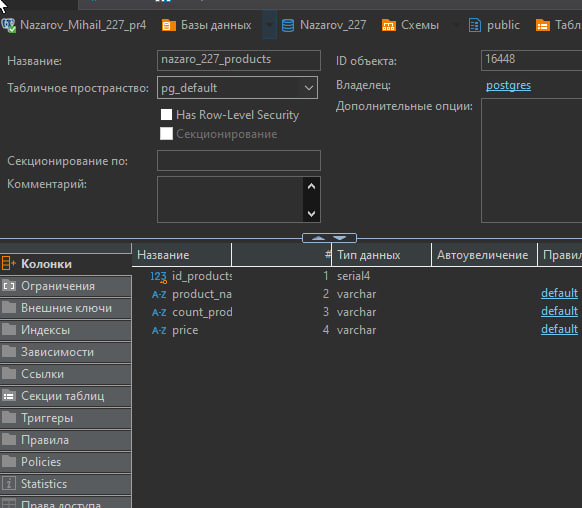 Nazarov_Mihail_227_pr4 Базы данных Nazarov_227 Схемы public Табл
Название: nazaro_227_products ID объекта: 16448
Табличное пространство: pg_default Владелец: postgres
Дополнительные опции:
Has Row-Level Security
Секционирование
Секционирование по:
Комментарий:
Название # Тип данных Автоувеличение Правил
Колонки
Ограничения
Внешние ключи
Индексы
Зависимости
Ссылки
Секции таблиц
Триггеры
Правила
Policies
Statistics
Права доступа
123 id_products 1 serial4
A-Z product_na 2 varchar default
A-Z count_prod 3 varchar default
A-Z price 4 varchar default